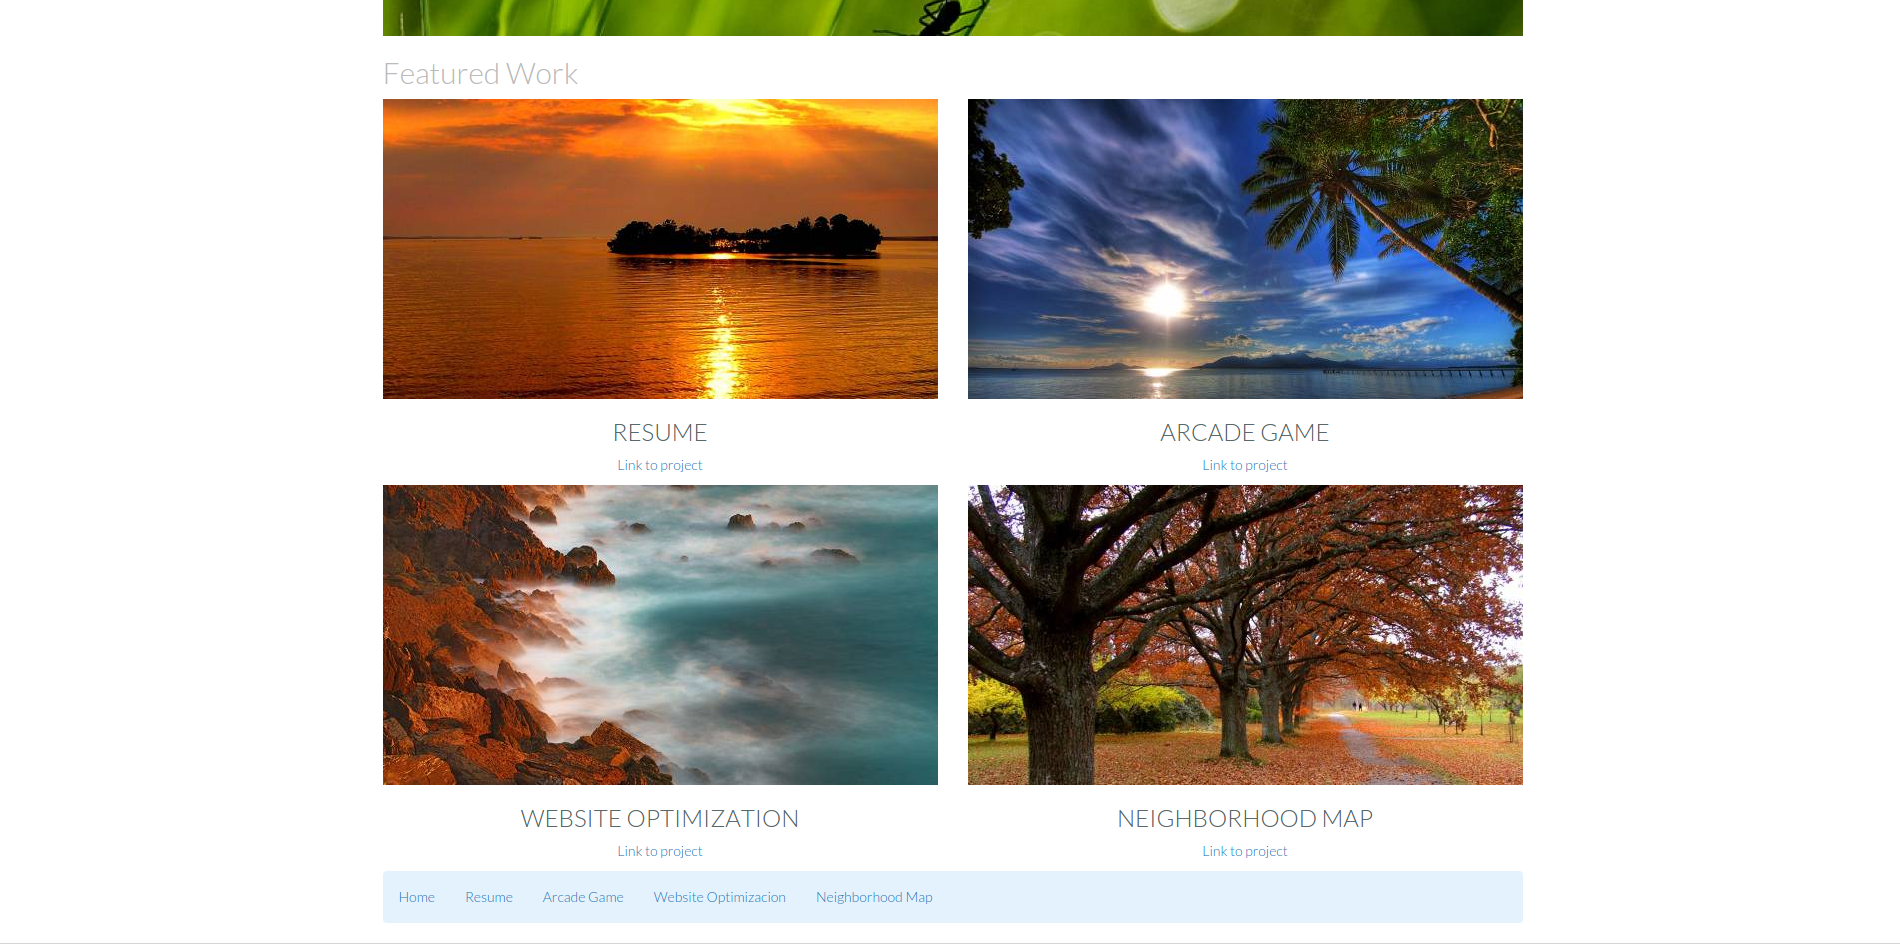 Featured Work
RESUME
Link to project
ARCADE GAME
Link to project
WEBSITE OPTIMIZATION
Link to project
NEIGHBORHOOD MAP
Link to project
Home Resume Arcade Game Website Optimizacion Neighborhood Map